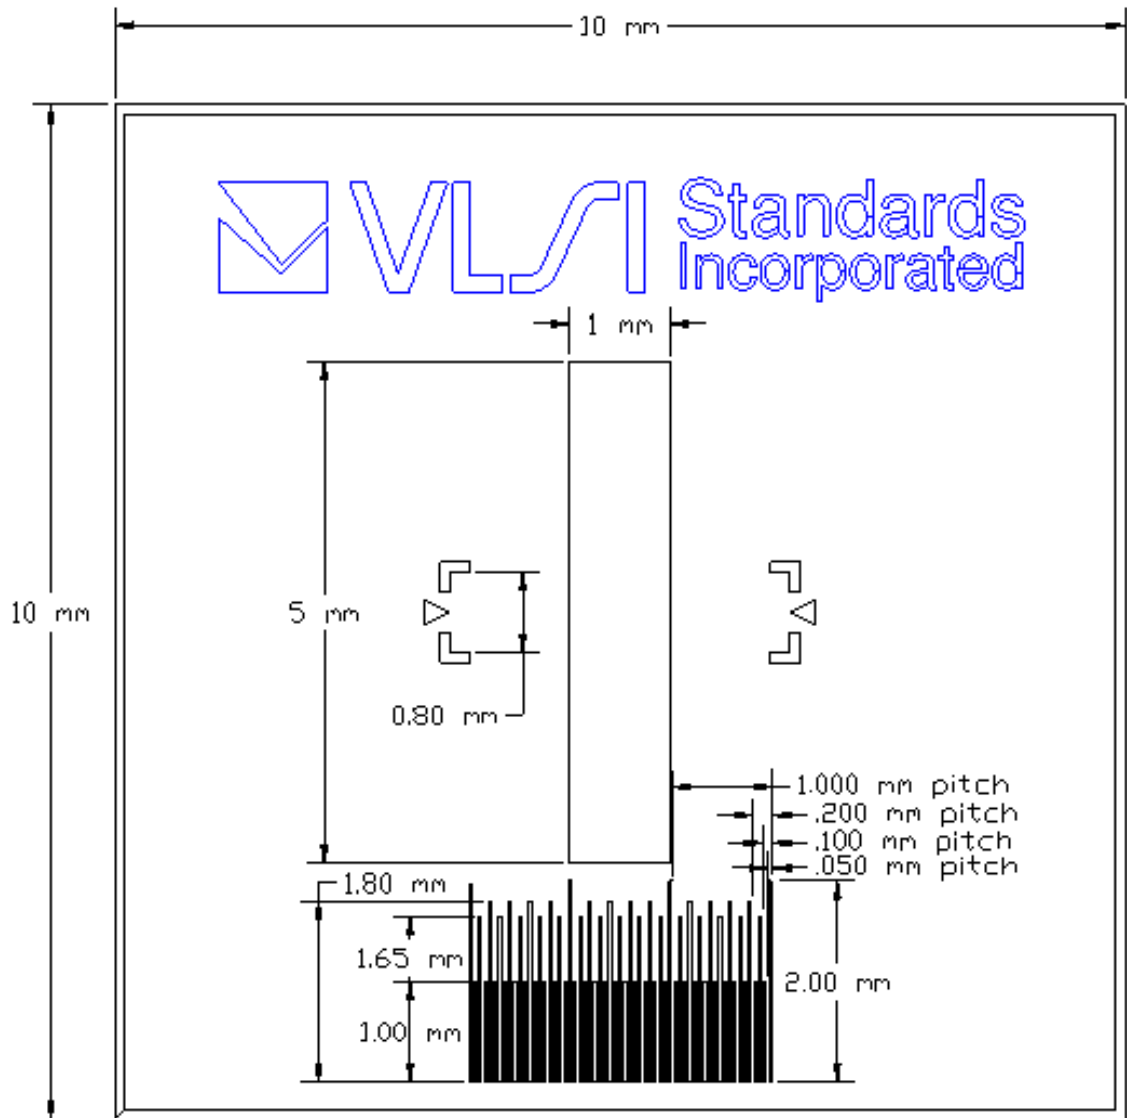 10 mm
VLSI Standards
Incorporated
1 mm
10 mm
5 mm
0.80 mm
1.000 mm pitch
.200 mm pitch
.100 mm pitch
.050 mm pitch
1.80 mm
1.65 mm
2.00 mm
1.00 mm